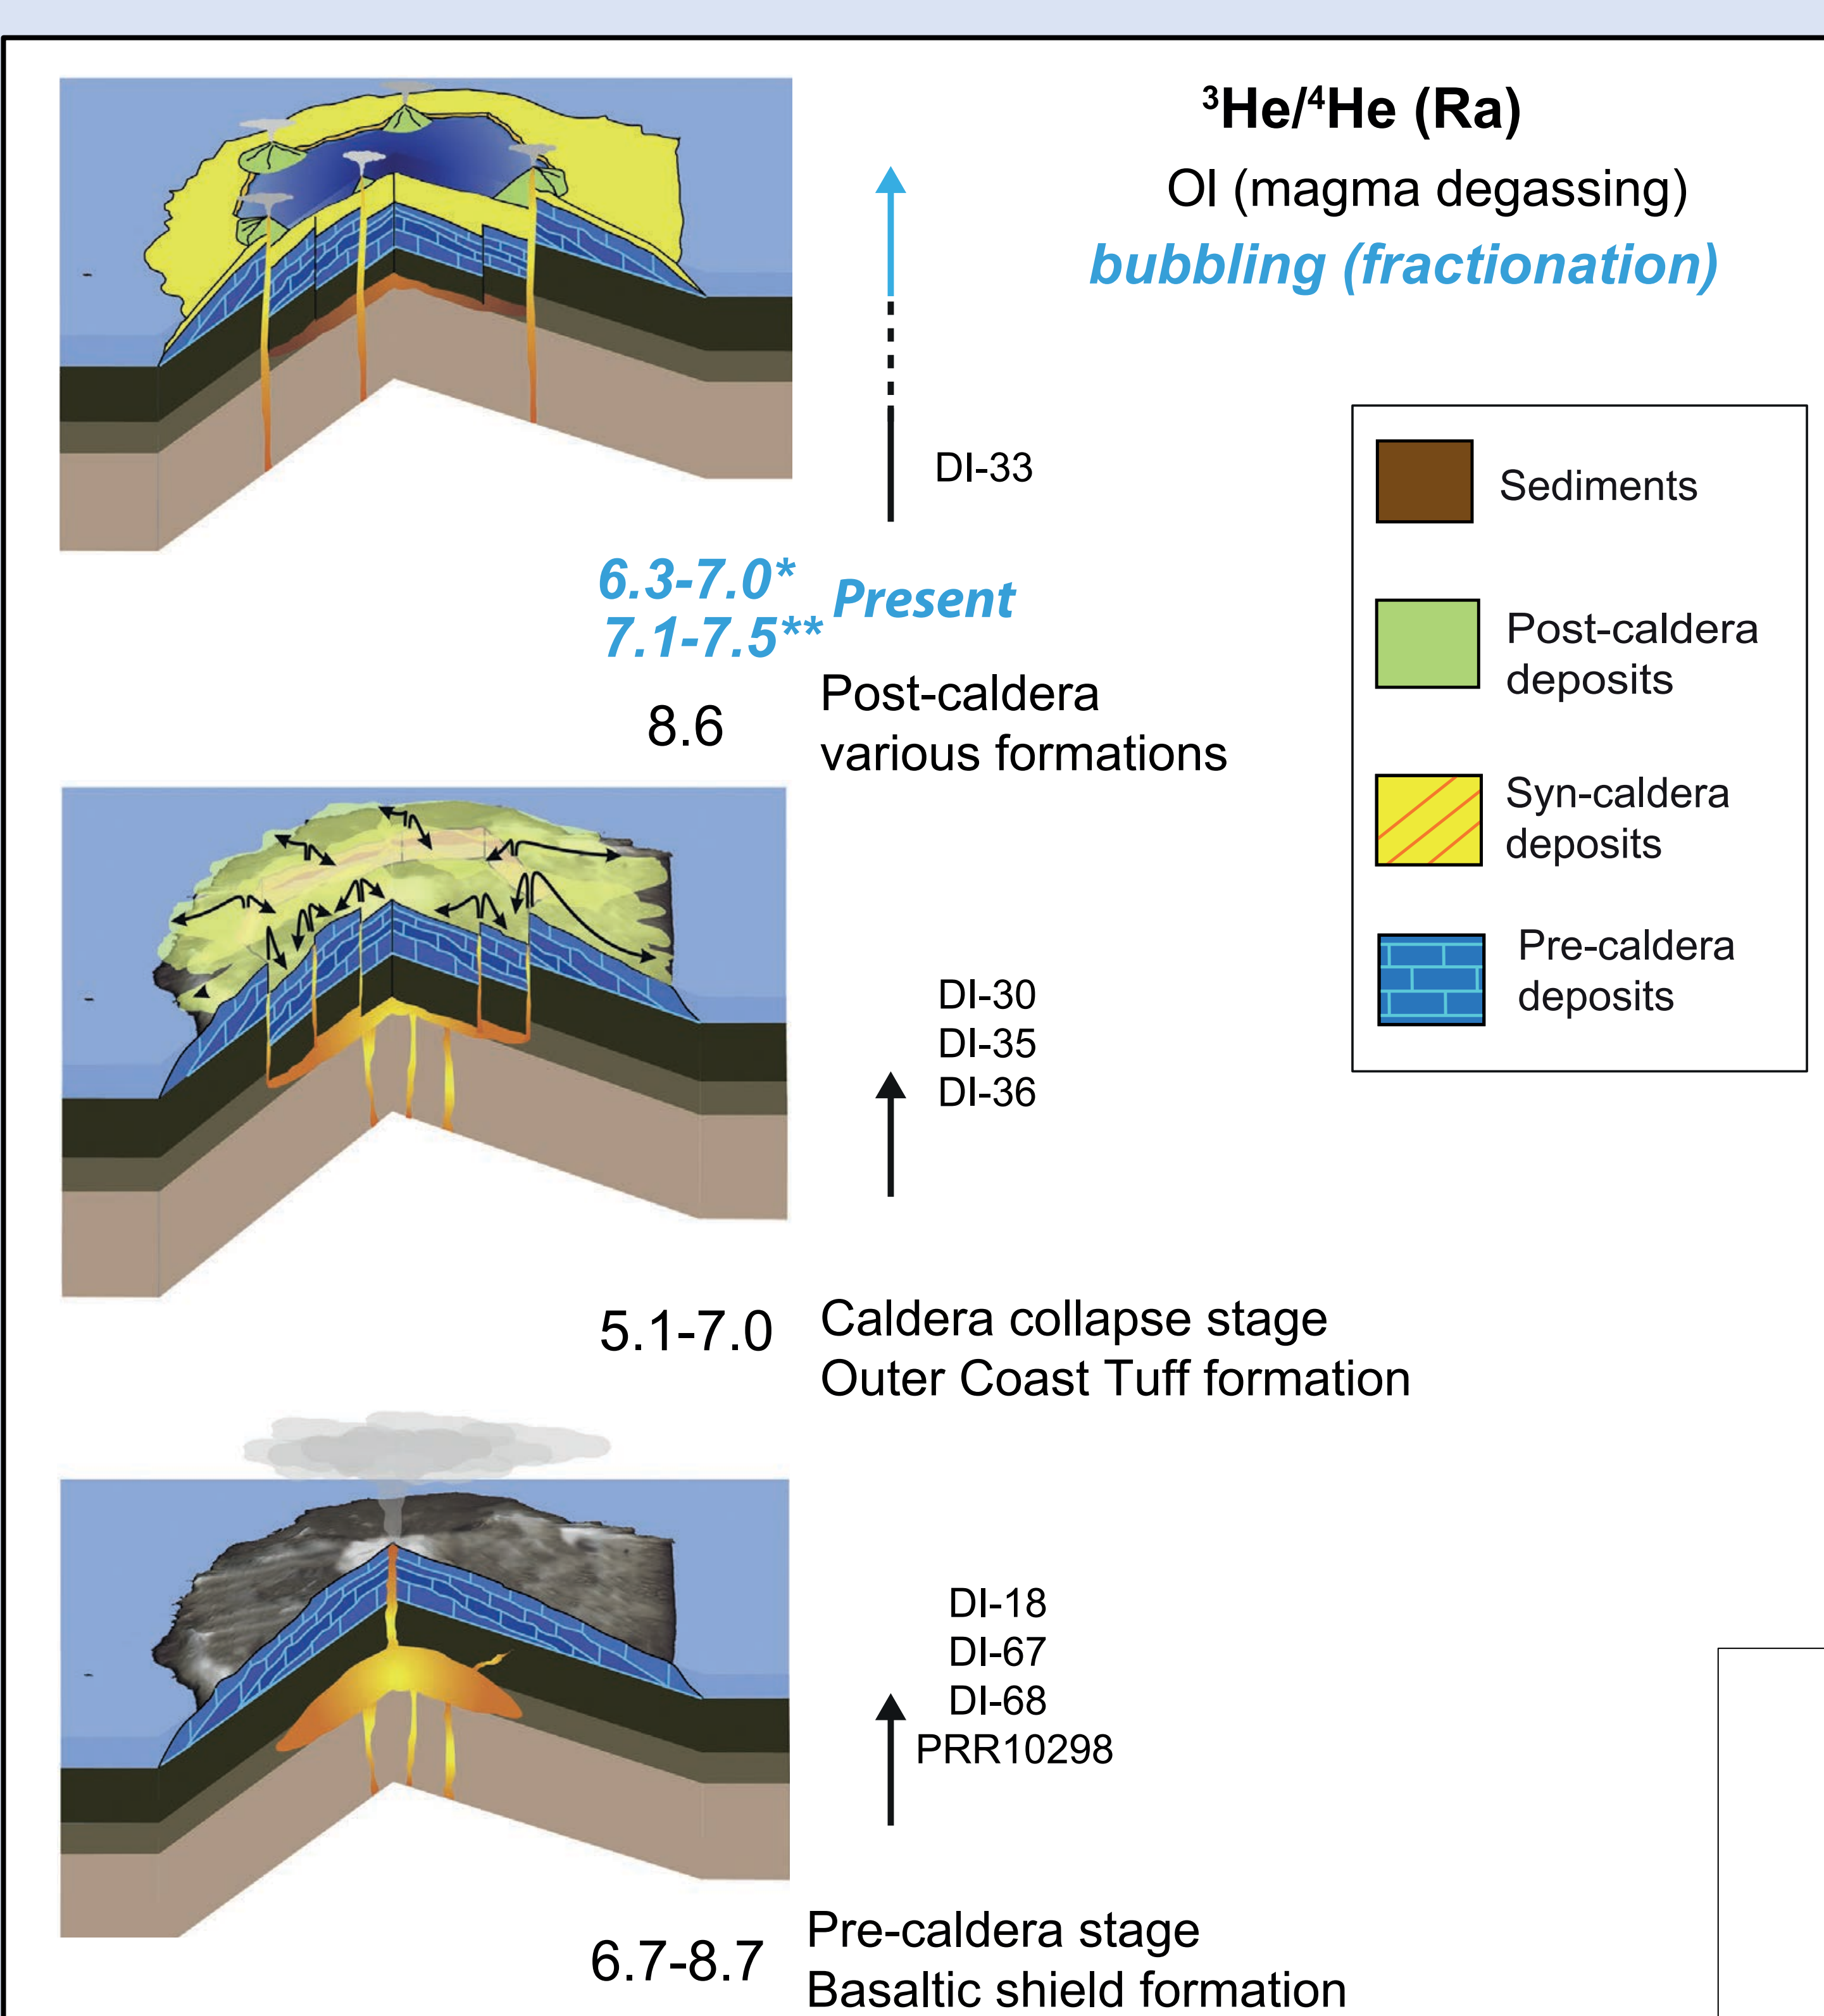 ³He/⁴He (Ra)
Ol (magma degassing)
bubbling (fractionation)
DI-33
Sediments
Post-caldera
deposits
Syn-caldera
deposits
Pre-caldera
deposits
6.3-7.0*
7.1-7.5**
Present
8.6
Post-caldera
various formations
DI-30
DI-35
DI-36
5.1-7.0
Caldera collapse stage
Outer Coast Tuff formation
DI-18
DI-67
DI-68
PRR10298
6.7-8.7
Pre-caldera stage
Basaltic shield formation